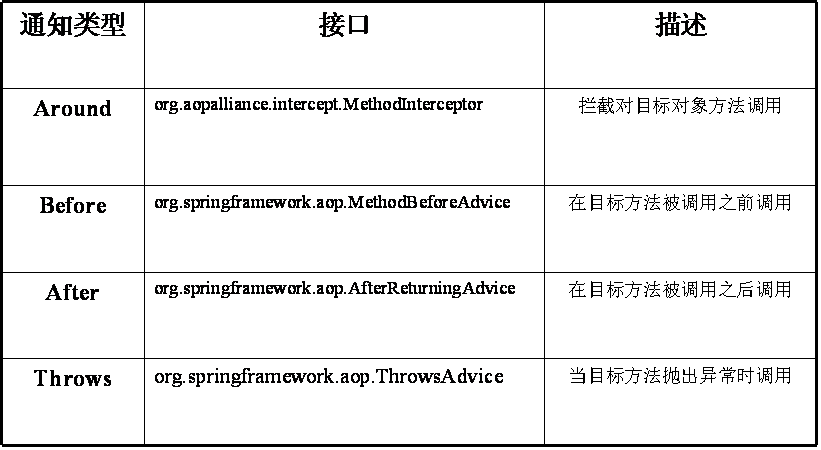 通知类型 接口 描述
Around org.aopalliance.intercept.MethodInterceptor 拦截对目标对象方法调用
Before org.springframework.aop.MethodBeforeAdvice 在目标方法被调用之前调用
After org.springframework.aop.AfterReturningAdvice 在目标方法被调用之后调用
Throws org.springframework.aop.ThrowsAdvice 当目标方法抛出异常时调用